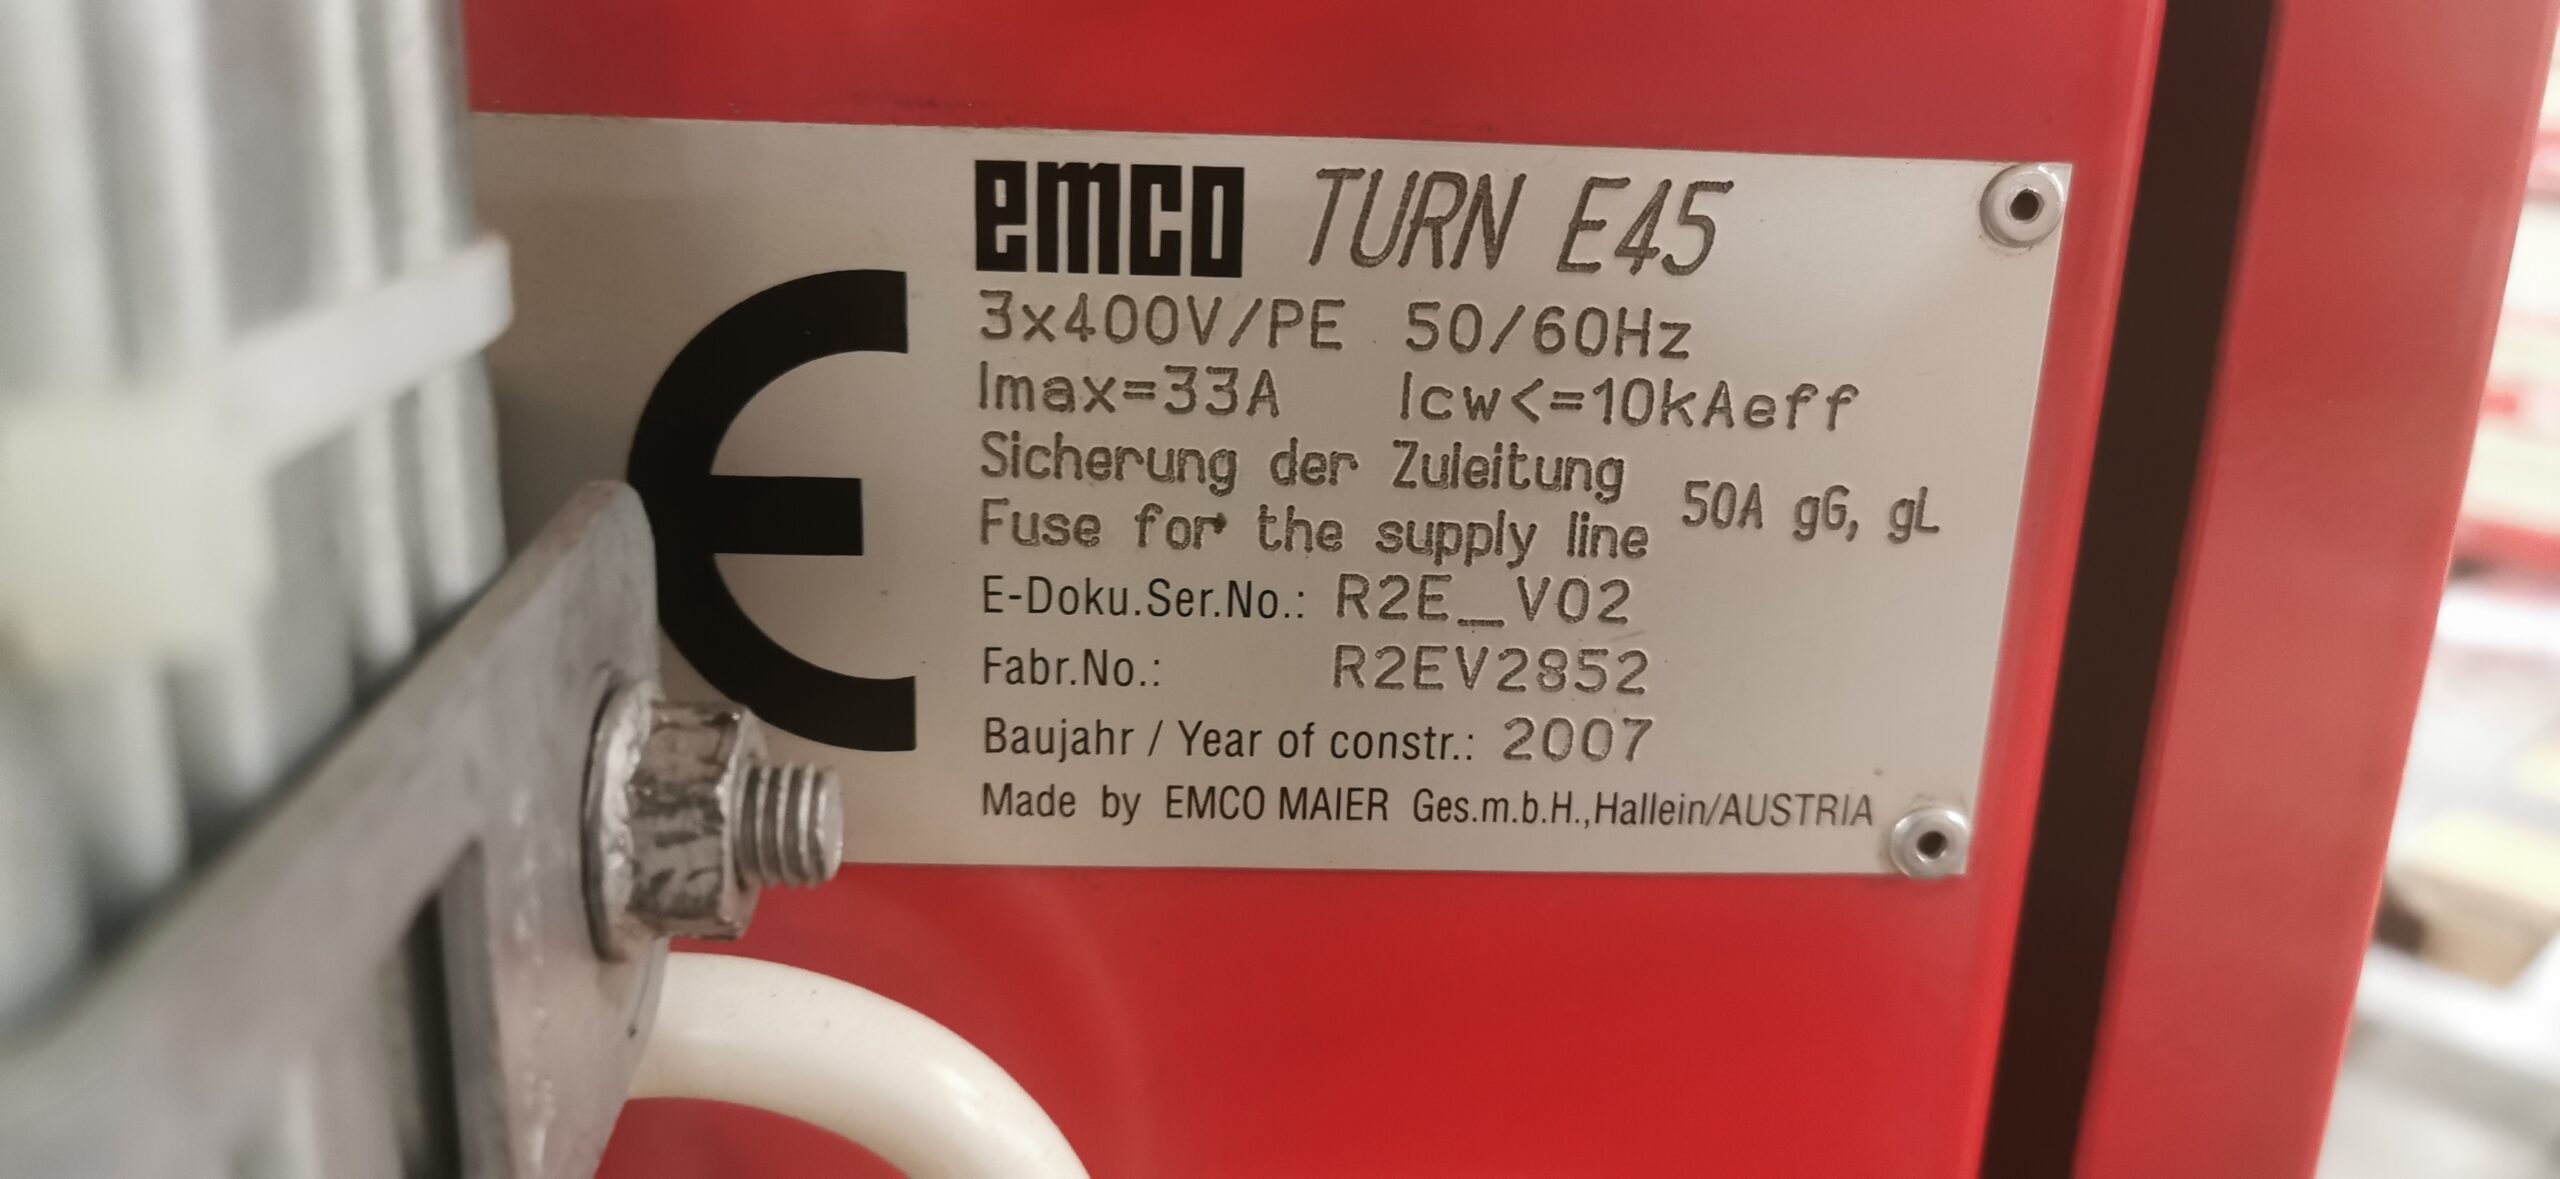 emco TURN E45
3x400V/PE 50/60Hz
Imax=33A Icw<=10kAeff
Sicherung der Zuleitung
Fuse for the supply line 50A gG, gL
E-Doku.Ser.No.: R2E_V02
Fabr.No.: R2EV2852
Baujahr / Year of constr.: 2007
Made by EMCO MAIER Ges.m.b.H.,Hallein/AUSTRIA
CE